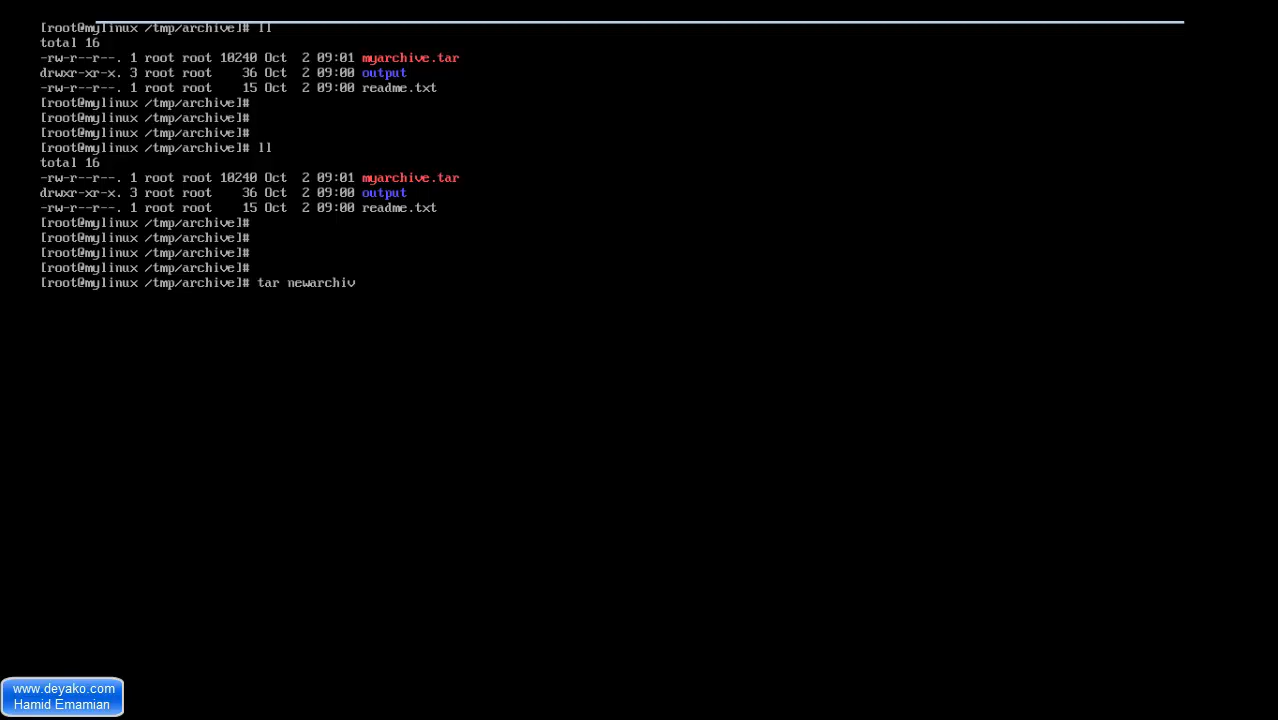 [root@mylinux /tmp/archive]# ll
total 16
-rw-r--r--. 1 root root 10240 Oct  2 09:01 myarchive.tar
drwxr-xr-x. 3 root root    36 Oct  2 09:00 output
-rw-r--r--. 1 root root    15 Oct  2 09:00 readme.txt
[root@mylinux /tmp/archive]#
[root@mylinux /tmp/archive]#
[root@mylinux /tmp/archive]#
[root@mylinux /tmp/archive]# ll
total 16
-rw-r--r--. 1 root root 10240 Oct  2 09:01 myarchive.tar
drwxr-xr-x. 3 root root    36 Oct  2 09:00 output
-rw-r--r--. 1 root root    15 Oct  2 09:00 readme.txt
[root@mylinux /tmp/archive]#
[root@mylinux /tmp/archive]#
[root@mylinux /tmp/archive]#
[root@mylinux /tmp/archive]#
[root@mylinux /tmp/archive]# tar newarchiv
www.deyako.com
Hamid Emamian